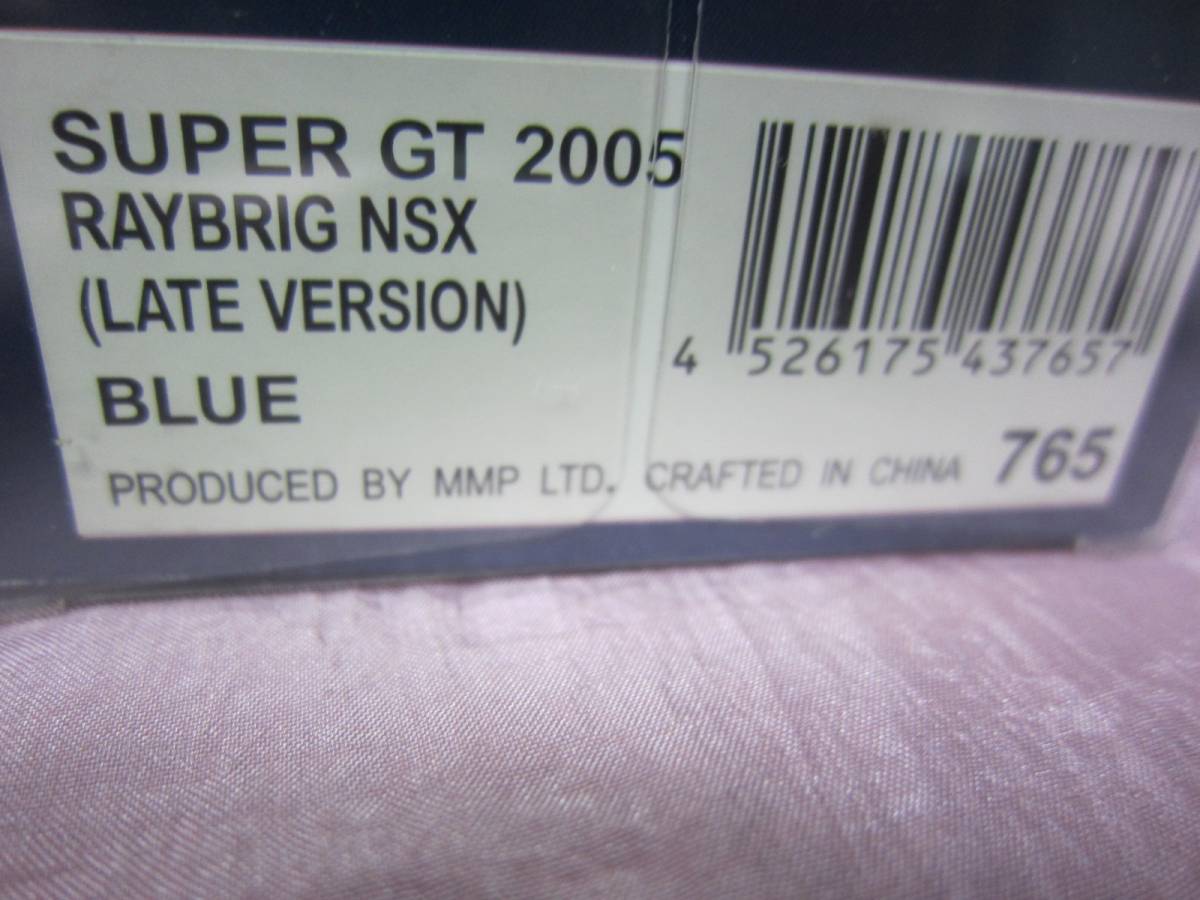 SUPER GT 2005
RAYBRIG NSX
(LATE VERSION)
BLUE
4 526175 437657
PRODUCED BY MMP LTD. CRAFTED IN CHINA 765